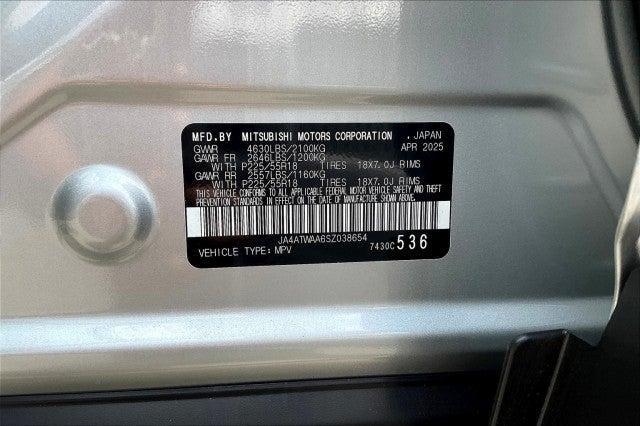 MFD.BY MITSUBISHI MOTORS CORPORATION , JAPAN
GVWR 4630LBS/2100KG APR 2025
GAWR FR 2646LBS/1200KG
WITH P225/55R18 TIRES 18X7.0J RIMS
GAWR RR 2557LBS/1160KG
WITH P225/55R18 TIRES 18X7.0J RIMS
THIS VEHICLE CONFORMS TO ALL APPLICABLE FEDERAL MOTOR VEHICLE SAFETY AND THEFT
PREVENTION STANDARDS IN EFFECT ON THE DATE OF MANUFACTURE SHOWN ABOVE.
JA4ATWAA6SZ038654
VEHICLE TYPE: MPV 7430C 536